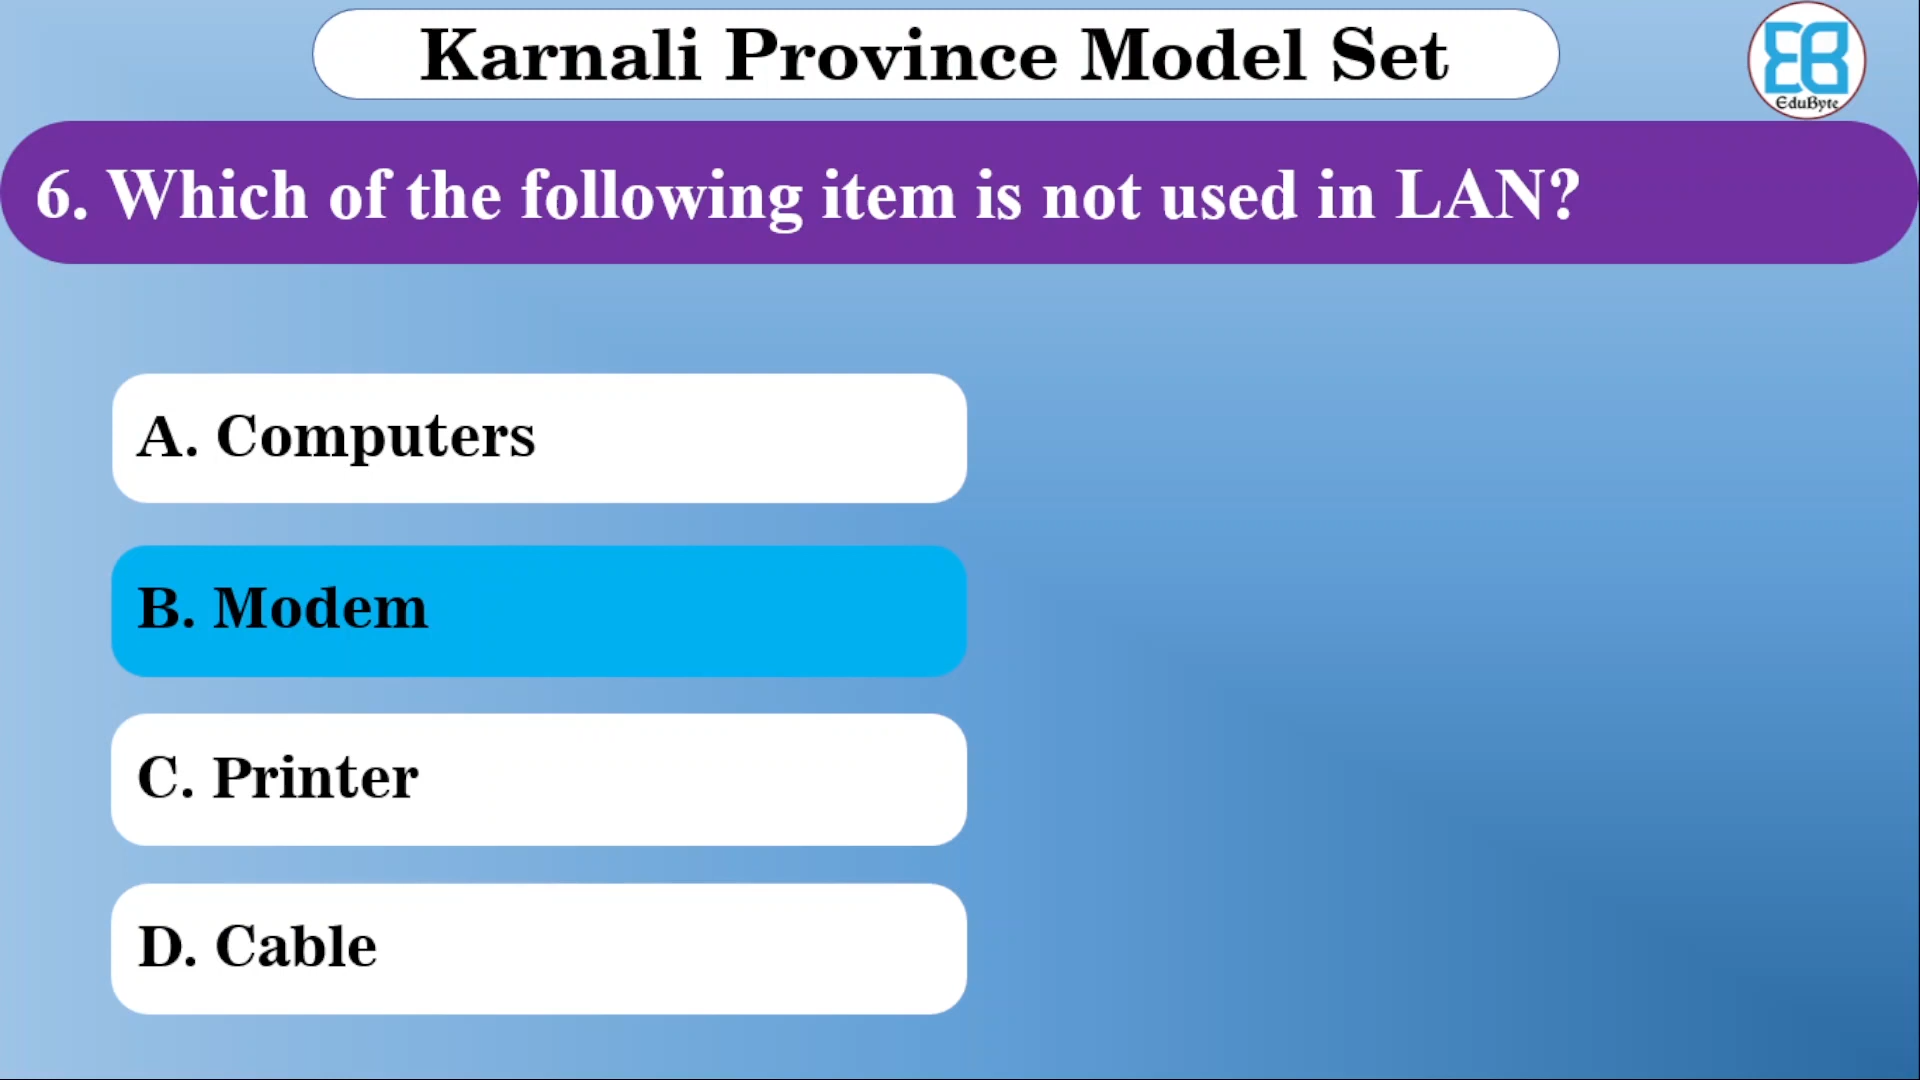 Karnali Province Model Set
EduByte
6. Which of the following item is not used in LAN?
A. Computers
B. Modem
C. Printer
D. Cable